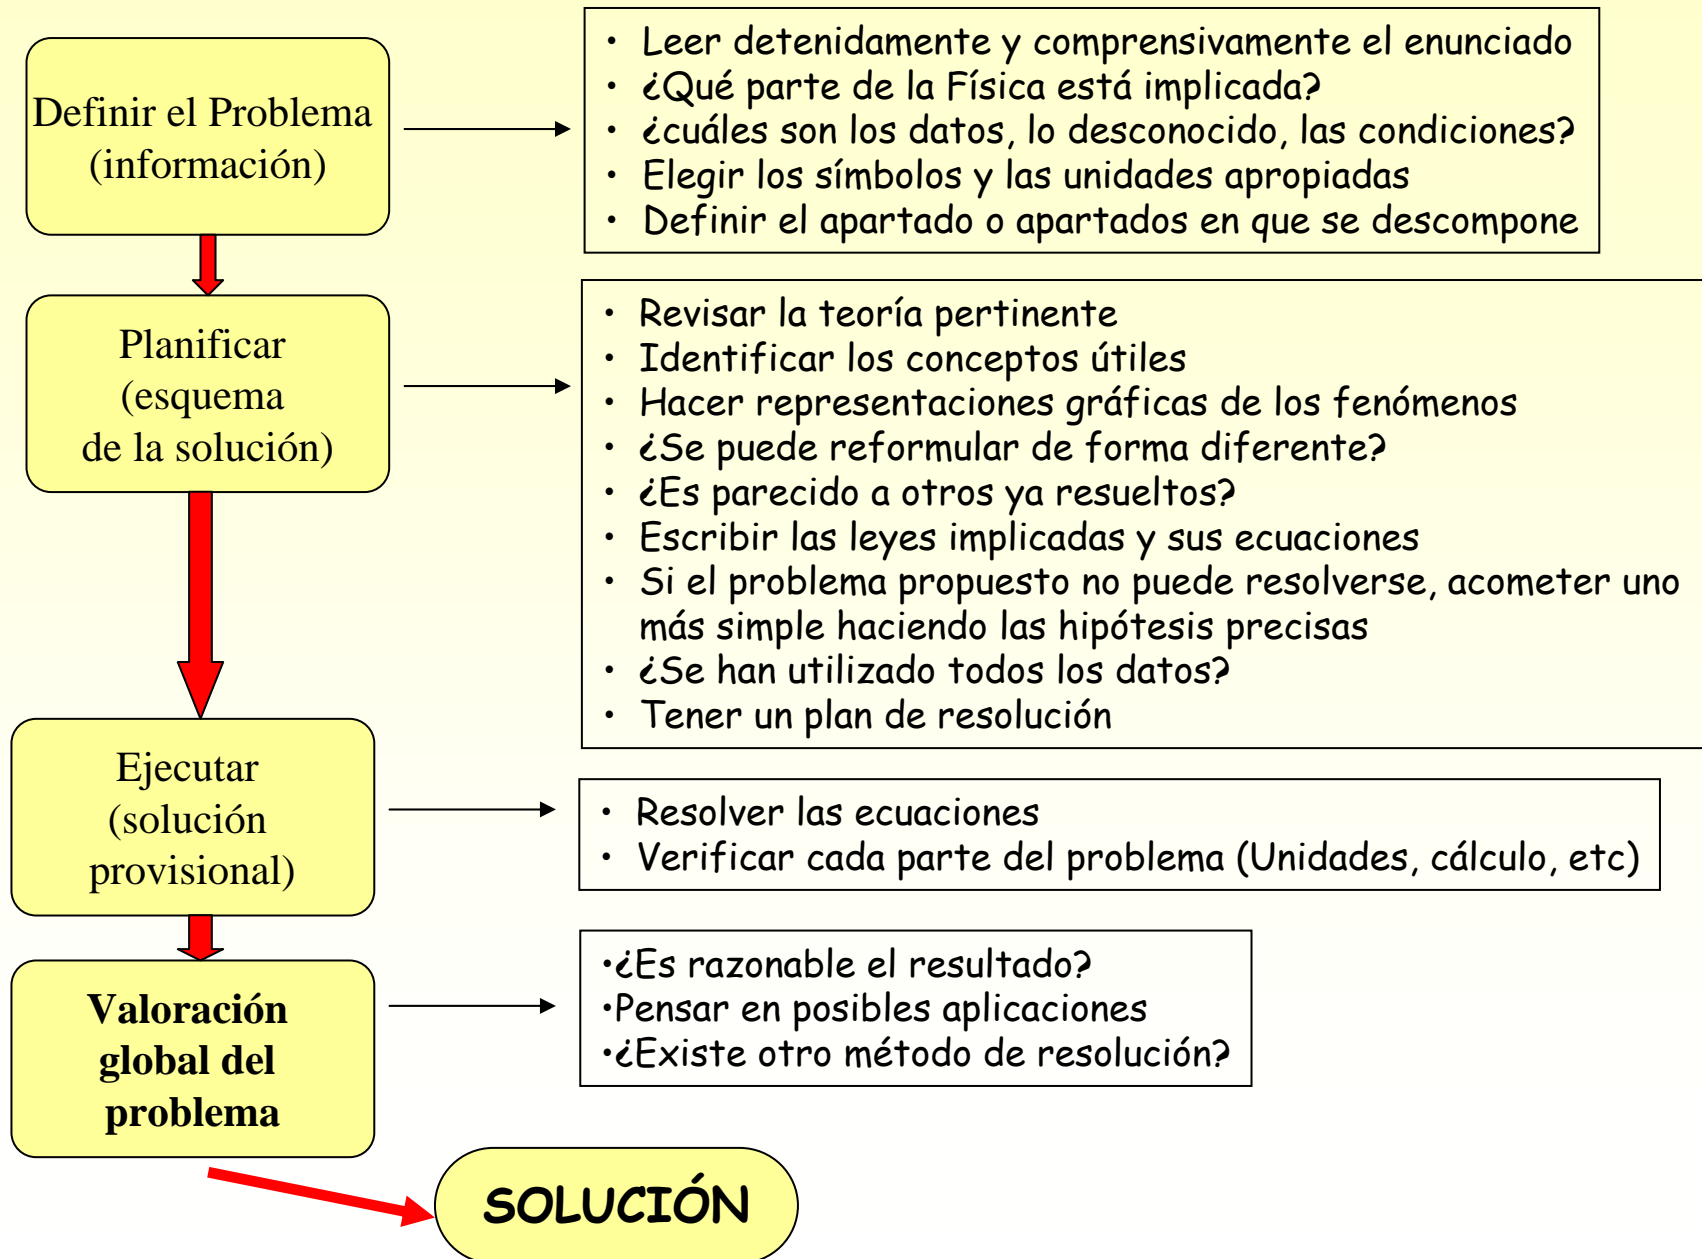 Definir el Problema
(información)
• Leer detenidamente y comprensivamente el enunciado
• ¿Qué parte de la Física está implicada?
• ¿cuáles son los datos, lo desconocido, las condiciones?
• Elegir los símbolos y las unidades apropiadas
• Definir el apartado o apartados en que se descompone
Planificar
(esquema
de la solución)
• Revisar la teoría pertinente
• Identificar los conceptos útiles
• Hacer representaciones gráficas de los fenómenos
• ¿Se puede reformular de forma diferente?
• ¿Es parecido a otros ya resueltos?
• Escribir las leyes implicadas y sus ecuaciones
• Si el problema propuesto no puede resolverse, acometer uno
más simple haciendo las hipótesis precisas
• ¿Se han utilizado todos los datos?
• Tener un plan de resolución
Ejecutar
(solución
provisional)
• Resolver las ecuaciones
• Verificar cada parte del problema (Unidades, cálculo, etc)
Valoración
global del
problema
•¿Es razonable el resultado?
•Pensar en posibles aplicaciones
•¿Existe otro método de resolución?
SOLUCIÓN